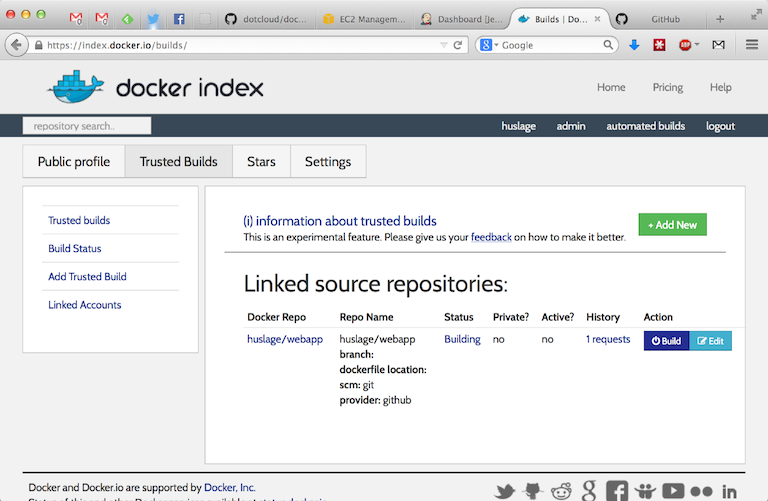 dotcloud/doc...
EC2 Managem...
Dashboard [Je...
Builds | Do...
GitHub
https://index.docker.io/builds/
Google
docker index
Home
Pricing
Help
repository search..
huslage
admin
automated builds
logout
Public profile
Trusted Builds
Stars
Settings
Trusted builds
Build Status
Add Trusted Build
Linked Accounts
(i) information about trusted builds
This is an experimental feature. Please give us your feedback on how to make it better.
+ Add New
Linked source repositories:
Docker Repo Repo Name Status Private? Active? History Action
huslage/webapp huslage/webapp Building no no 1 requests Build Edit
branch:
dockerfile location:
scm: git
provider: github
Docker and Docker.io are supported by Docker, Inc.